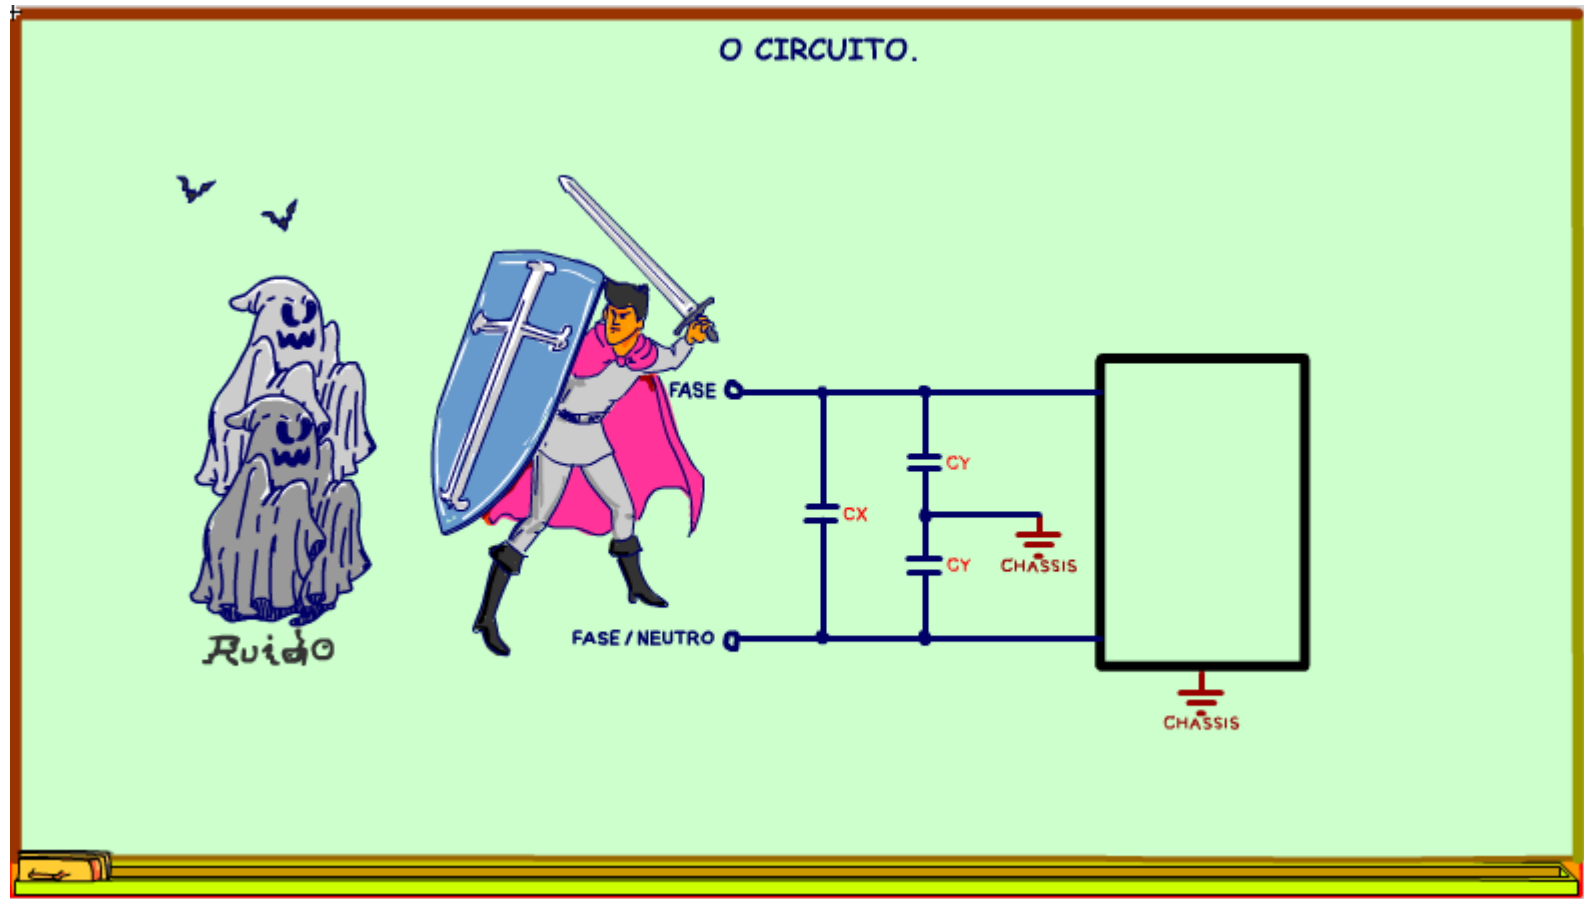 O CIRCUITO.
FASE
CY
CX
CY
CHASSIS
FASE / NEUTRO
Ruido
CHASSIS